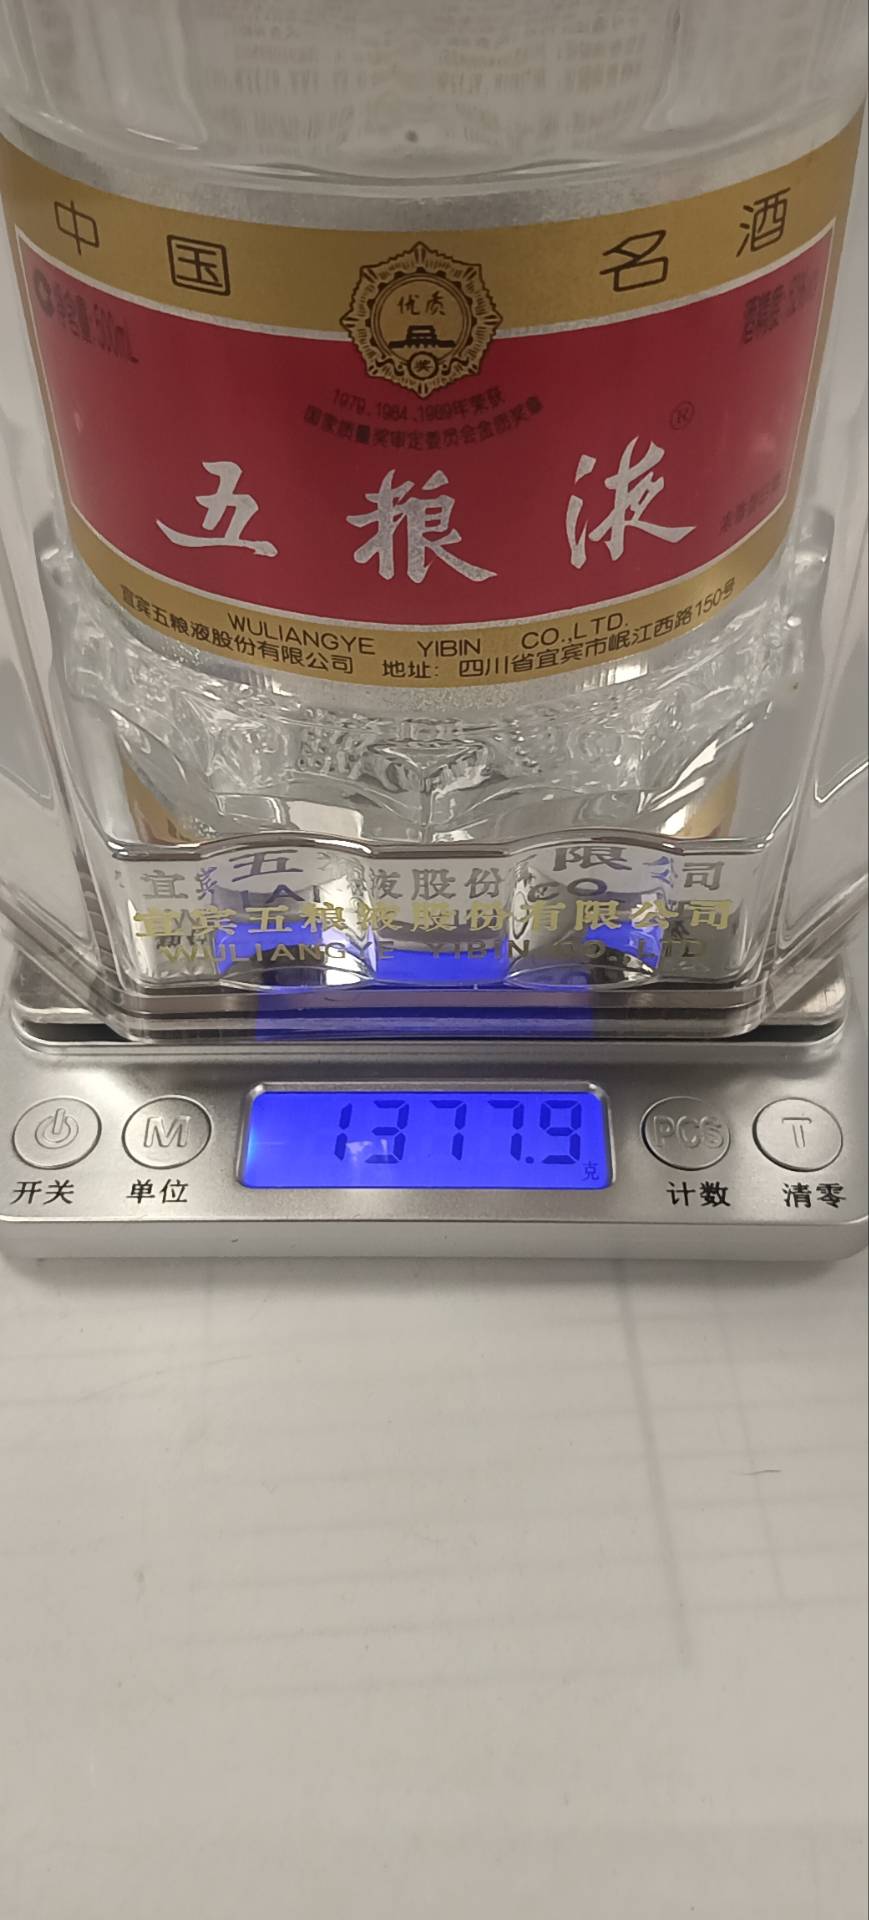 中国 名酒
优质
奖
1979、1984、1989年荣获
国家质量奖审定委员会金质奖章
五粮液®
WULIANGYE YIBIN CO.,LTD.
宜宾五粮液股份有限公司 地址：四川省宜宾市岷江西路150号
宜宾五粮液股份有限公司
WULIANGYE YIBIN CO.,LTD
1377.9
克
M PCS T
开关 单位 计数 清零